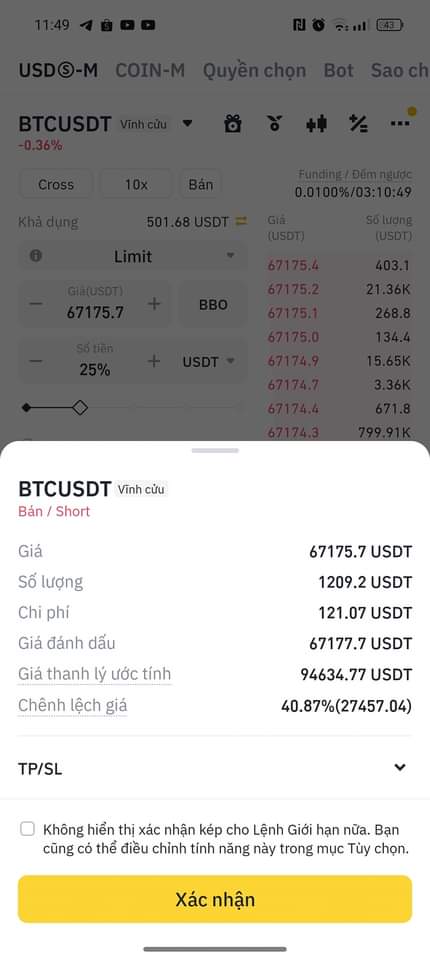 11:49
43
USDⓈ-M COIN-M Quyền chọn Bot Sao ch
BTCUSDT Vĩnh cửu
-0.36%
Cross 10x Bán
Funding / Đếm ngược
0.0100%/03:10:49
Khả dụng 501.68 USDT
Giá (USDT) Số lượng (USDT)
Limit
Giá(USDT)
67175.7
BBO
Số tiền
25%
USDT
67175.4 403.1
67175.2 21.36K
67175.1 268.8
67175.0 134.4
67174.9 15.65K
67174.7 3.36K
67174.4 671.8
67174.3 799.91K
BTCUSDT Vĩnh cửu
Bán / Short
Giá 67175.7 USDT
Số lượng 1209.2 USDT
Chi phí 121.07 USDT
Giá đánh dấu 67177.7 USDT
Giá thanh lý ước tính 94634.77 USDT
Chênh lệch giá 40.87%(27457.04)
TP/SL
Không hiển thị xác nhận kép cho Lệnh Giới hạn nữa. Bạn
cũng có thể điều chỉnh tính năng này trong mục Tùy chọn.
Xác nhận